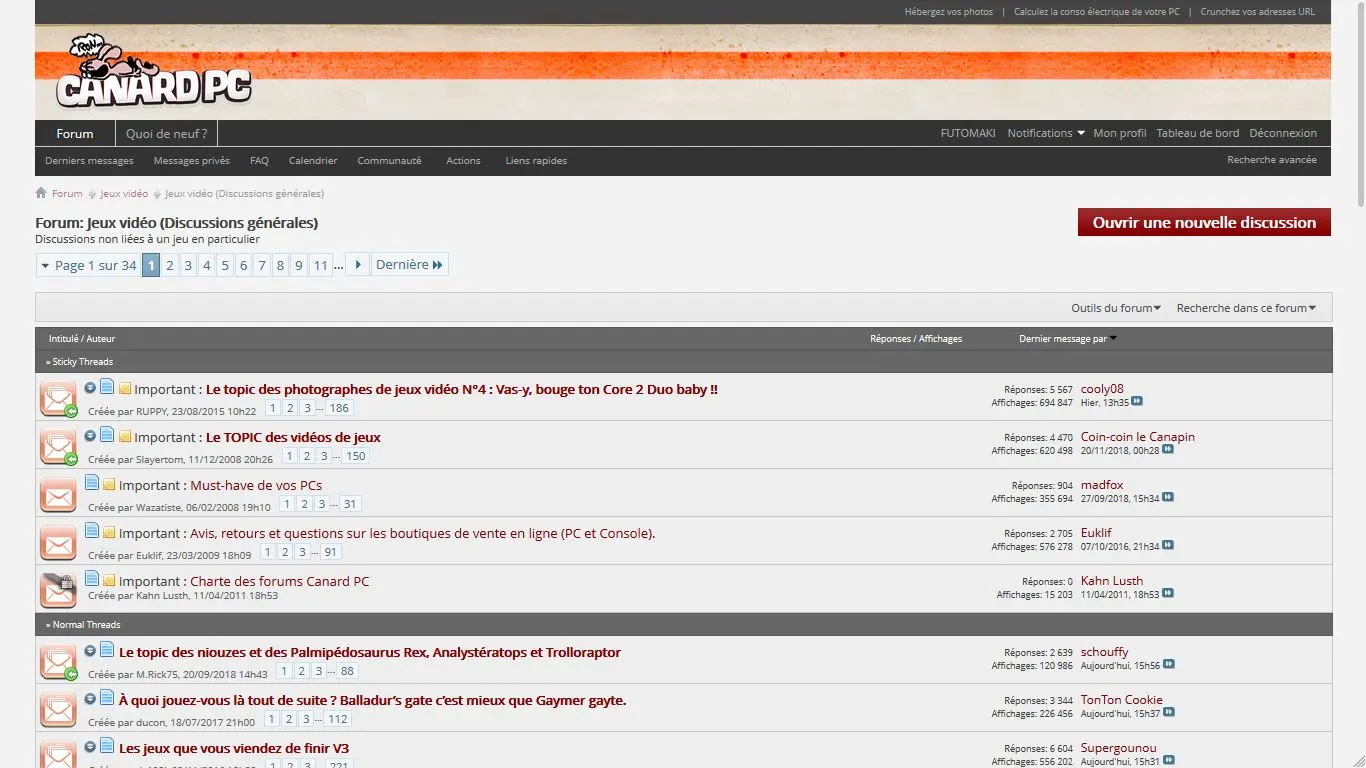 Hébergez vos photos | Calculez la conso électrique de votre PC | Crunchez vos adresses URL
CRON
CANARD PC
Forum Quoi de neuf ? FUTOMAKI Notifications Mon profil Tableau de bord Déconnexion
Derniers messages Messages privés FAQ Calendrier Communauté Actions Liens rapides Recherche avancée
Forum Jeux vidéo Jeux vidéo (Discussions générales)
Forum: Jeux vidéo (Discussions générales)
Discussions non liées à un jeu en particulier
Ouvrir une nouvelle discussion
Page 1 sur 34 1 2 3 4 5 6 7 8 9 11 ... Dernière
Outils du forum Recherche dans ce forum
Intitulé / Auteur Réponses / Affichages Dernier message par
» Sticky Threads
Important : Le topic des photographes de jeux vidéo N°4 : Vas-y, bouge ton Core 2 Duo baby !! Réponses: 5 567 cooly08
Créée par RUPPY, 23/08/2015 10h22 1 2 3 ... 186 Affichages: 694 847 Hier, 13h35
Important : Le TOPIC des vidéos de jeux Réponses: 4 470 Coin-coin le Canapin
Créée par Slayertom, 11/12/2008 20h26 1 2 3 ... 150 Affichages: 620 498 20/11/2018, 00h28
Important : Must-have de vos PCs Réponses: 904 madfox
Créée par Wazatiste, 06/02/2008 19h10 1 2 3 ... 31 Affichages: 355 694 27/09/2018, 15h34
Important : Avis, retours et questions sur les boutiques de vente en ligne (PC et Console). Réponses: 2 705 Euklif
Créée par Euklif, 23/03/2009 18h09 1 2 3 ... 91 Affichages: 576 278 07/10/2016, 21h34
Important : Charte des forums Canard PC Réponses: 0 Kahn Lusth
Créée par Kahn Lusth, 11/04/2011 18h53 Affichages: 15 203 11/04/2011, 18h53
» Normal Threads
Le topic des niouzes et des Palmipédosaurus Rex, Analystératops et Trolloraptor Réponses: 2 639 schouffy
Créée par M.Rick75, 20/09/2018 14h43 1 2 3 ... 88 Affichages: 120 986 Aujourd'hui, 15h56
À quoi jouez-vous là tout de suite ? Balladur’s gate c’est mieux que Gaymer gayte. Réponses: 3 344 TonTon Cookie
Créée par ducon, 18/07/2017 21h00 1 2 3 ... 112 Affichages: 226 456 Aujourd'hui, 15h37
Les jeux que vous viendez de finir V3 Réponses: 6 604 Supergounou
1 2 3 ... 221 Affichages: 556 202 Aujourd'hui, 15h31